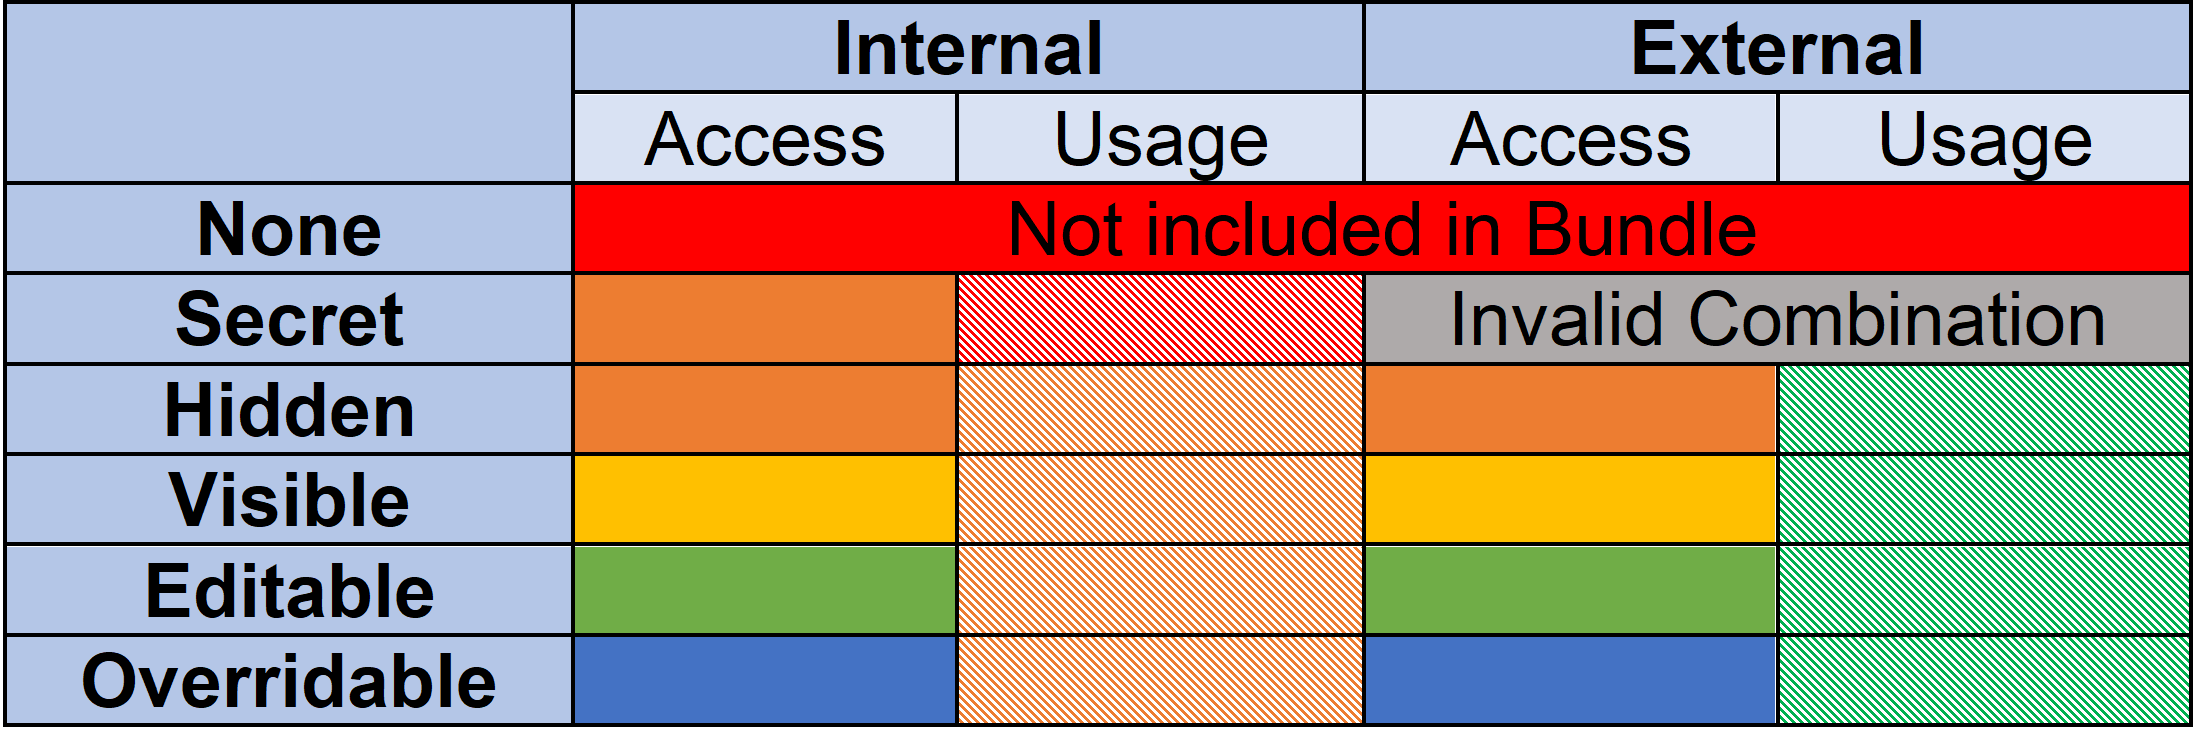 Internal External
Access Usage Access Usage
None Not included in Bundle
Secret Invalid Combination
Hidden
Visible
Editable
Overridable